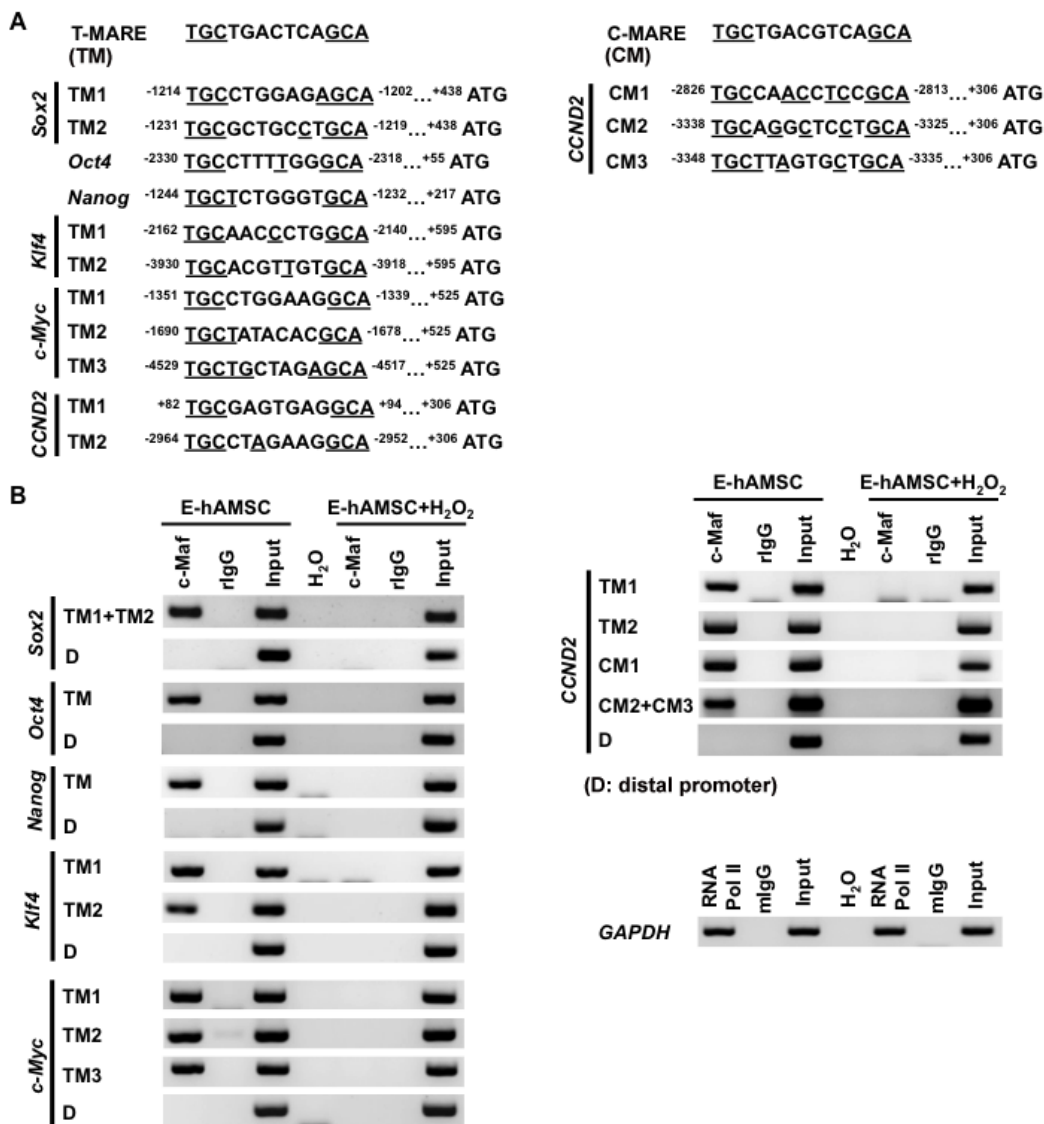 A
T-MARE TGCTGACTCAGCA
(TM)
Sox2
TM1 -1214 TGCCTGGAGAGCA -1202...+438 ATG
TM2 -1231 TGCGCTGCCTGCA -1219...+438 ATG
Oct4 -2330 TGCCTTTTGGGCA -2318...+55 ATG
Nanog -1244 TGCTCTGGGTGCA -1232...+217 ATG
Klf4
TM1 -2162 TGCAACCCTGGCA -2140...+595 ATG
TM2 -3930 TGCACGTTGTGCA -3918...+595 ATG
c-Myc
TM1 -1351 TGCCTGGAAGGCA -1339...+525 ATG
TM2 -1690 TGCTATACACGCA -1678...+525 ATG
TM3 -4529 TGCTGCTAGAGCA -4517...+525 ATG
CCND2
TM1 +82 TGCGAGTGAGGCA +94...+306 ATG
TM2 -2964 TGCCTAGAAGGCA -2952...+306 ATG
C-MARE TGCTGACGTCAGCA
(CM)
CCND2
CM1 -2826 TGCCAACCTCCGCA -2813...+306 ATG
CM2 -3338 TGCAGGCTCCTGCA -3325...+306 ATG
CM3 -3348 TGCTTAGTGCTGCA -3335...+306 ATG
B
E-hAMSC E-hAMSC+H2O2
c-Maf rIgG Input H2O c-Maf rIgG Input
Sox2
TM1+TM2
D
Oct4
TM
D
Nanog
TM
D
Klf4
TM1
TM2
D
c-Myc
TM1
TM2
TM3
D
E-hAMSC E-hAMSC+H2O2
c-Maf rIgG Input H2O c-Maf rIgG Input
CCND2
TM1
TM2
CM1
CM2+CM3
D
(D: distal promoter)
RNA Pol II mIgG Input H2O RNA Pol II mIgG Input
GAPDH